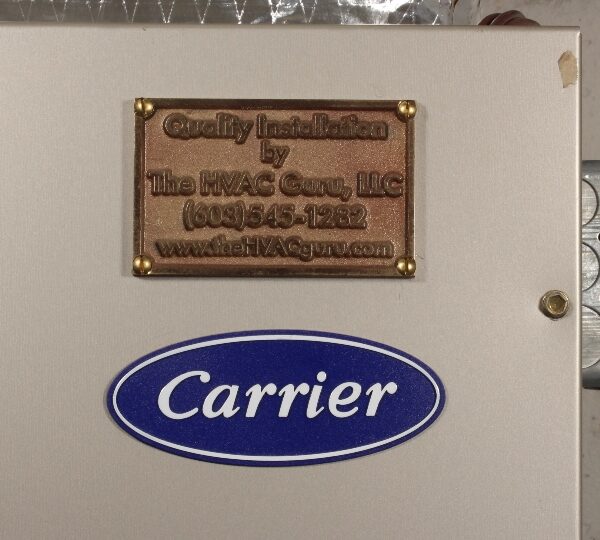 Quality Installation
by
The HVAC Guru, LLC
(603)545-1282
www.theHVACguru.com
Carrier